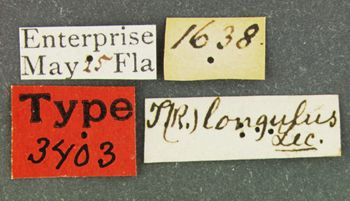 Enterprise
May 25 Fla
1638.
Type
3403
T(R.) longulus
Lec.